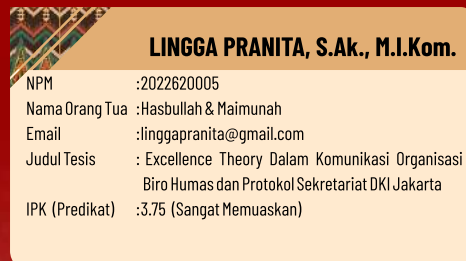 LINGGA PRANITA, S.Ak., M.I.Kom.
NPM :2022620005
Nama Orang Tua :Hasbullah & Maimunah
Email :linggapranita@gmail.com
Judul Tesis : Excellence Theory Dalam Komunikasi Organisasi
Biro Humas dan Protokol Sekretariat DKI Jakarta
IPK (Predikat) :3.75 (Sangat Memuaskan)